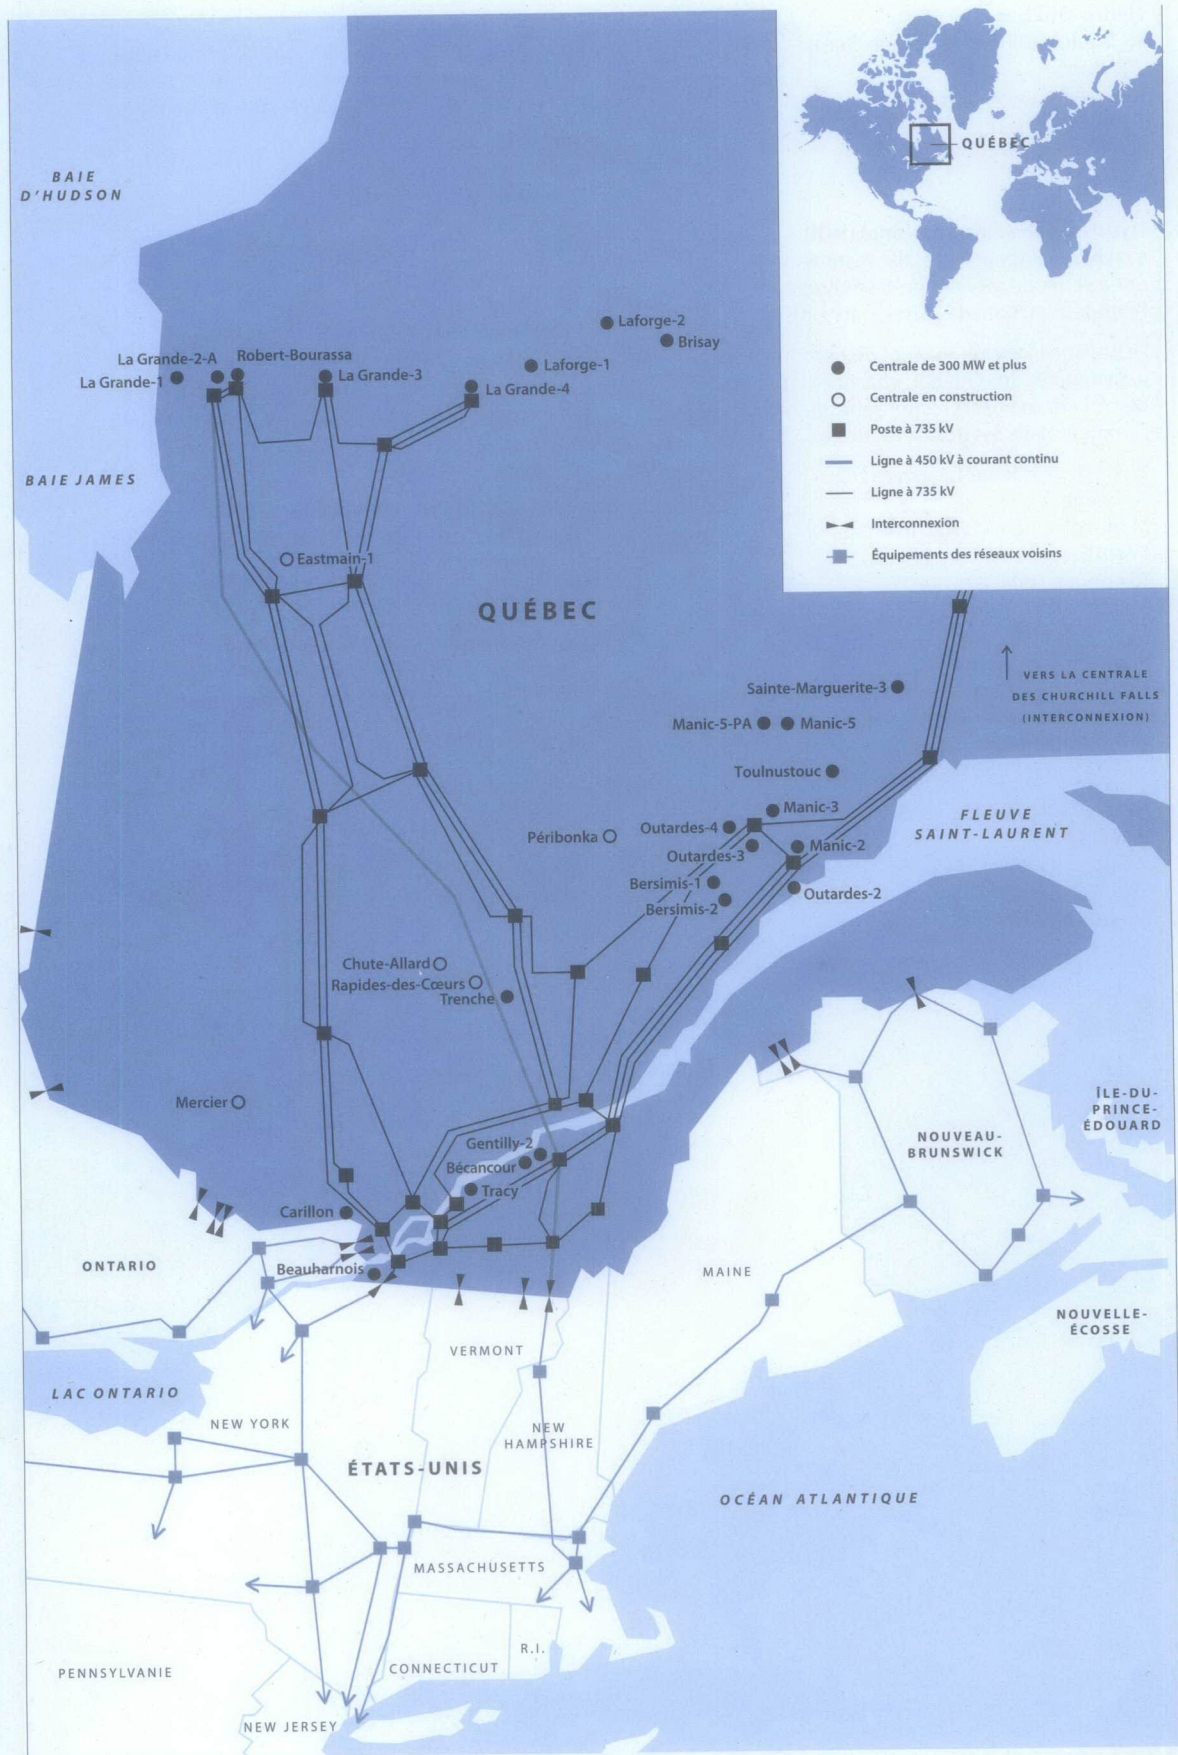 BAIE
D'HUDSON
QUÉBEC
Laforge-2
Brisay
La Grande-2-A
Robert-Bourassa
La Grande-1
La Grande-3
Laforge-1
La Grande-4
Centrale de 300 MW et plus
Centrale en construction
Poste à 735 kV
Ligne à 450 kV à courant continu
Ligne à 735 kV
Interconnexion
Équipements des réseaux voisins
BAIE JAMES
Eastmain-1
QUÉBEC
Sainte-Marguerite-3
VERS LA CENTRALE
DES CHURCHILL FALLS
(INTERCONNEXION)
Manic-5-PA
Manic-5
Toulnustouc
Manic-3
FLEUVE
SAINT-LAURENT
Péribonka
Outardes-4
Outardes-3
Manic-2
Bersimis-1
Outardes-2
Bersimis-2
Chute-Allard
Rapides-des-Cœurs
Trenche
Mercier
ÎLE-DU-
PRINCE-
ÉDOUARD
NOUVEAU-
BRUNSWICK
Gentilly-2
Bécancour
Tracy
Carillon
ONTARIO
Beauharnois
MAINE
NOUVELLE-
ÉCOSSE
VERMONT
LAC ONTARIO
NEW YORK
NEW
HAMPSHIRE
ÉTATS-UNIS
OCÉAN ATLANTIQUE
MASSACHUSETTS
R.I.
PENNSYLVANIE
CONNECTICUT
NEW JERSEY